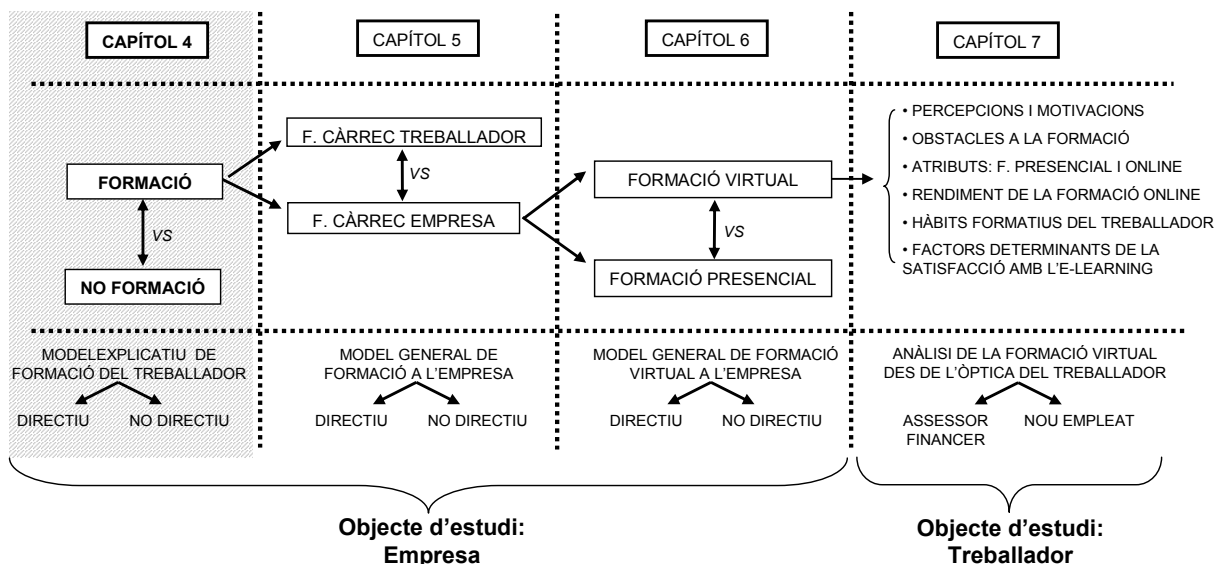 CAPÍTOL 4
CAPÍTOL 5
CAPÍTOL 6
CAPÍTOL 7
FORMACIÓ
VS
NO FORMACIÓ
F. CÀRREC TREBALLADOR
VS
F. CÀRREC EMPRESA
FORMACIÓ VIRTUAL
VS
FORMACIÓ PRESENCIAL
• PERCEPCIONS I MOTIVACIONS
• OBSTACLES A LA FORMACIÓ
• ATRIBUTS: F. PRESENCIAL I ONLINE
• RENDIMENT DE LA FORMACIÓ ONLINE
• HÀBITS FORMATIUS DEL TREBALLADOR
• FACTORS DETERMINANTS DE LA
SATISFACCIÓ AMB L'E-LEARNING
MODELEXPLICATIU DE
FORMACIÓ DEL TREBALLADOR
DIRECTIU NO DIRECTIU
MODEL GENERAL DE
FORMACIÓ A L'EMPRESA
DIRECTIU NO DIRECTIU
MODEL GENERAL DE FORMACIÓ
VIRTUAL A L'EMPRESA
DIRECTIU NO DIRECTIU
ANÀLISI DE LA FORMACIÓ VIRTUAL
DES DE L'ÒPTICA DEL TREBALLADOR
ASSESSOR
FINANCER
NOU EMPLEAT
Objecte d'estudi:
Empresa
Objecte d'estudi:
Treballador